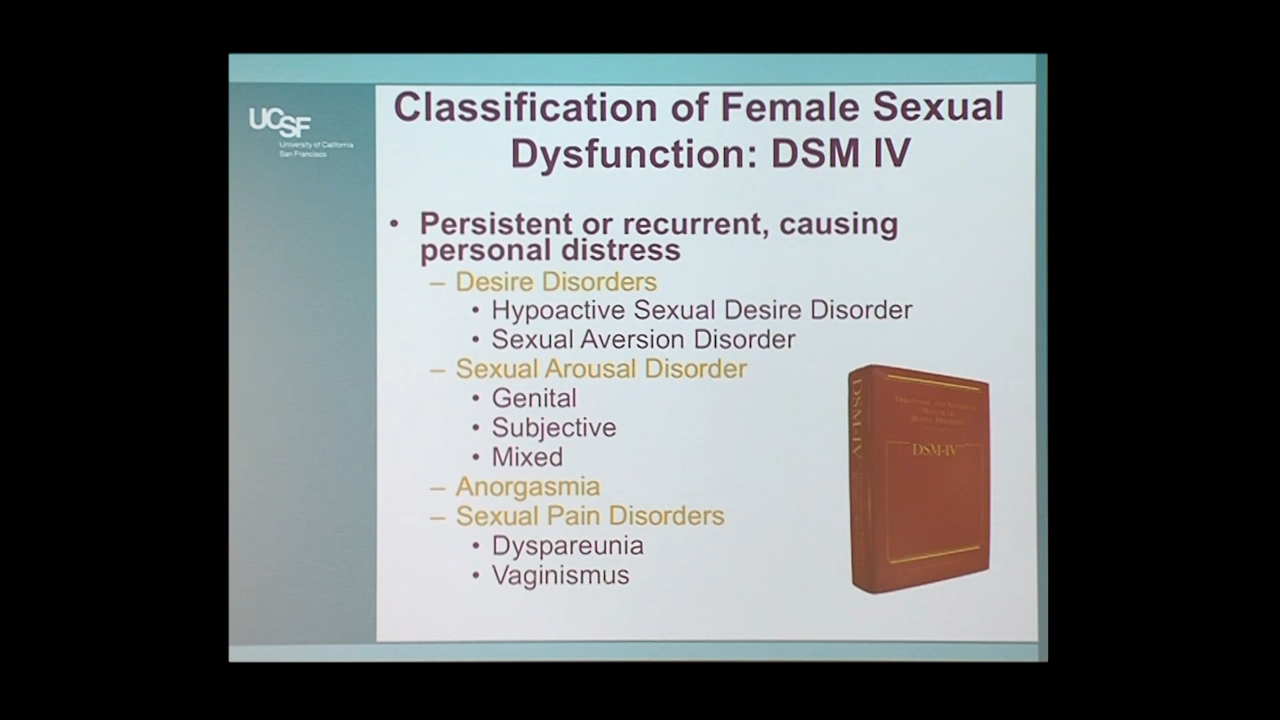 UCSF
University of California
San Francisco
Classification of Female Sexual
Dysfunction: DSM IV
• Persistent or recurrent, causing
personal distress
– Desire Disorders
• Hypoactive Sexual Desire Disorder
• Sexual Aversion Disorder
– Sexual Arousal Disorder
• Genital
• Subjective
• Mixed
– Anorgasmia
– Sexual Pain Disorders
• Dyspareunia
• Vaginismus
DSM-IV
DSM-IV